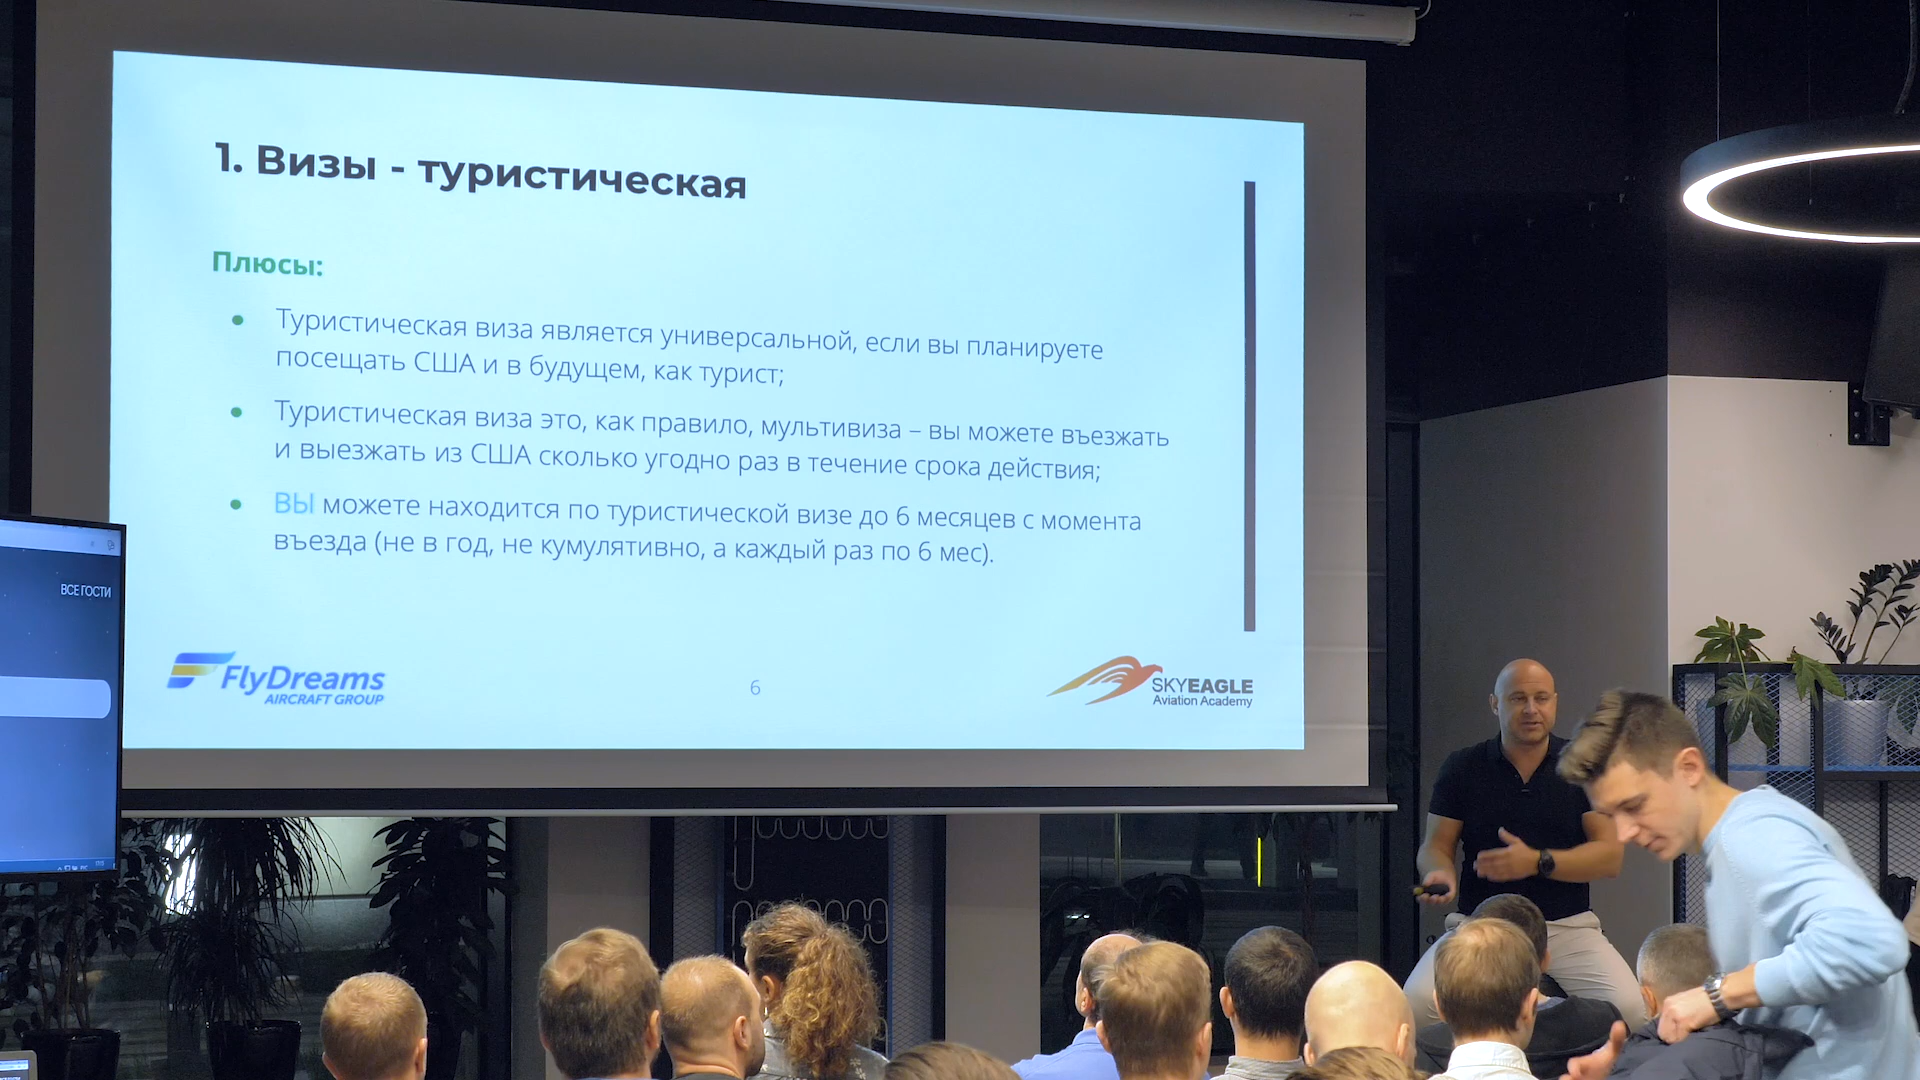 1. Визы - туристическая
Плюсы:
Туристическая виза является универсальной, если вы планируете
посещать США и в будущем, как турист;
Туристическая виза это, как правило, мультивиза – вы можете въезжать
и выезжать из США сколько угодно раз в течение срока действия;
ВЫ можете находится по туристической визе до 6 месяцев с момента
въезда (не в год, не кумулятивно, а каждый раз по 6 мес).
FlyDreams
AIRCRAFT GROUP
6
SKYEAGLE
Aviation Academy
ВСЕ ГОСТИ